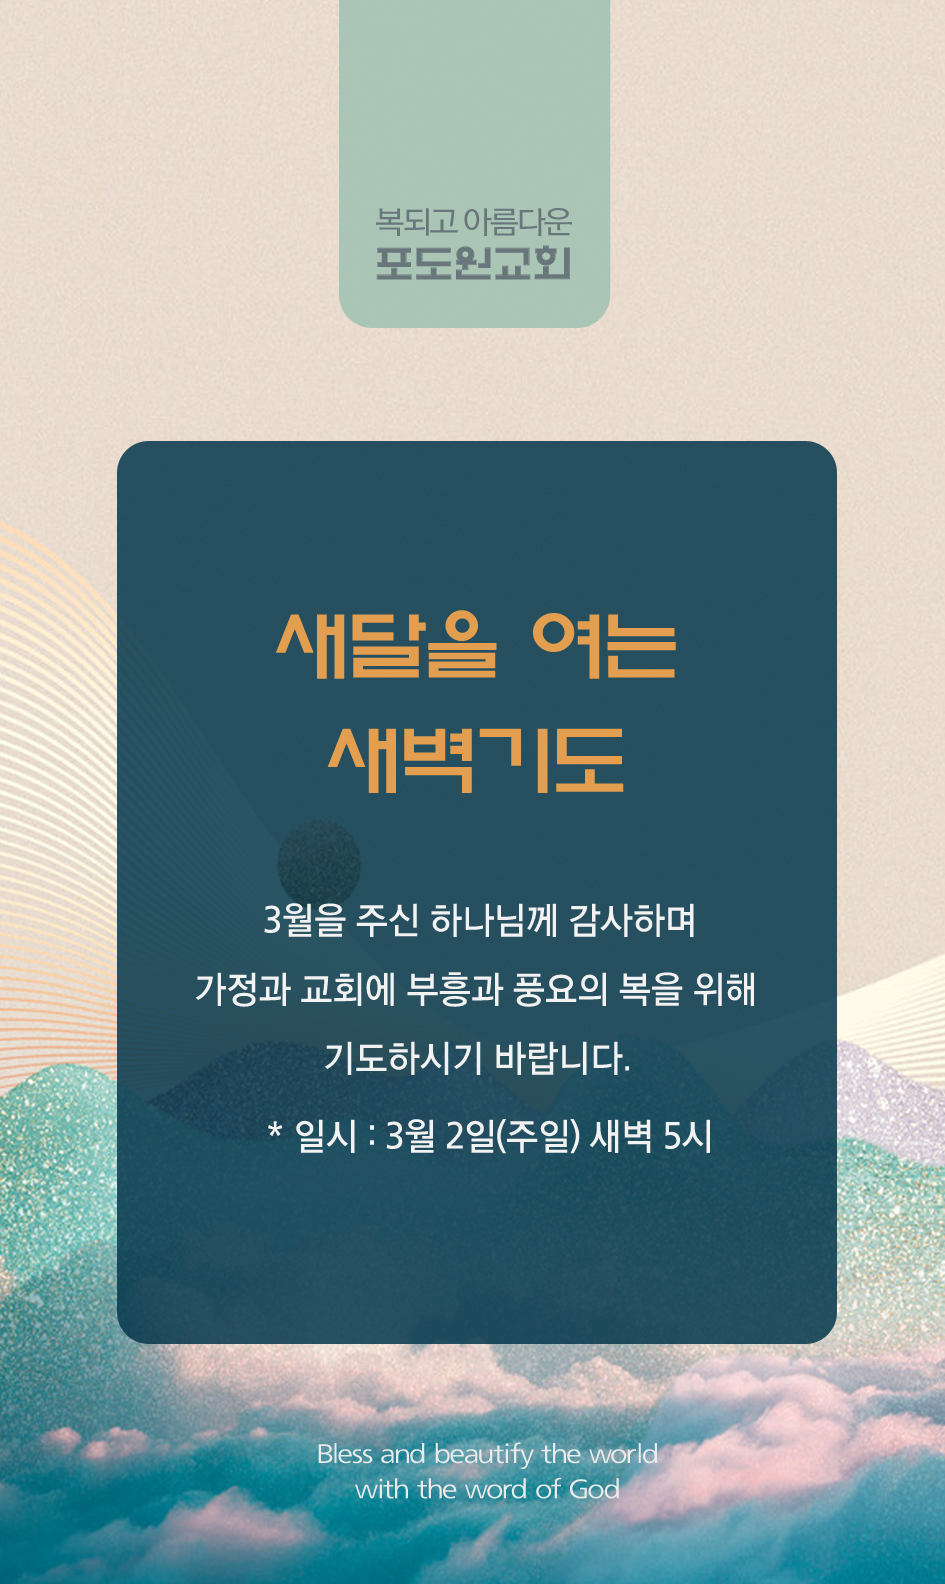 복되고 아름다운
포도원교회
새달을 여는
새벽기도
3월을 주신 하나님께 감사하며
가정과 교회에 부흥과 풍요의 복을 위해
기도하시기 바랍니다.
* 일시 : 3월 2일(주일) 새벽 5시
Bless and beautify the world
with the word of God